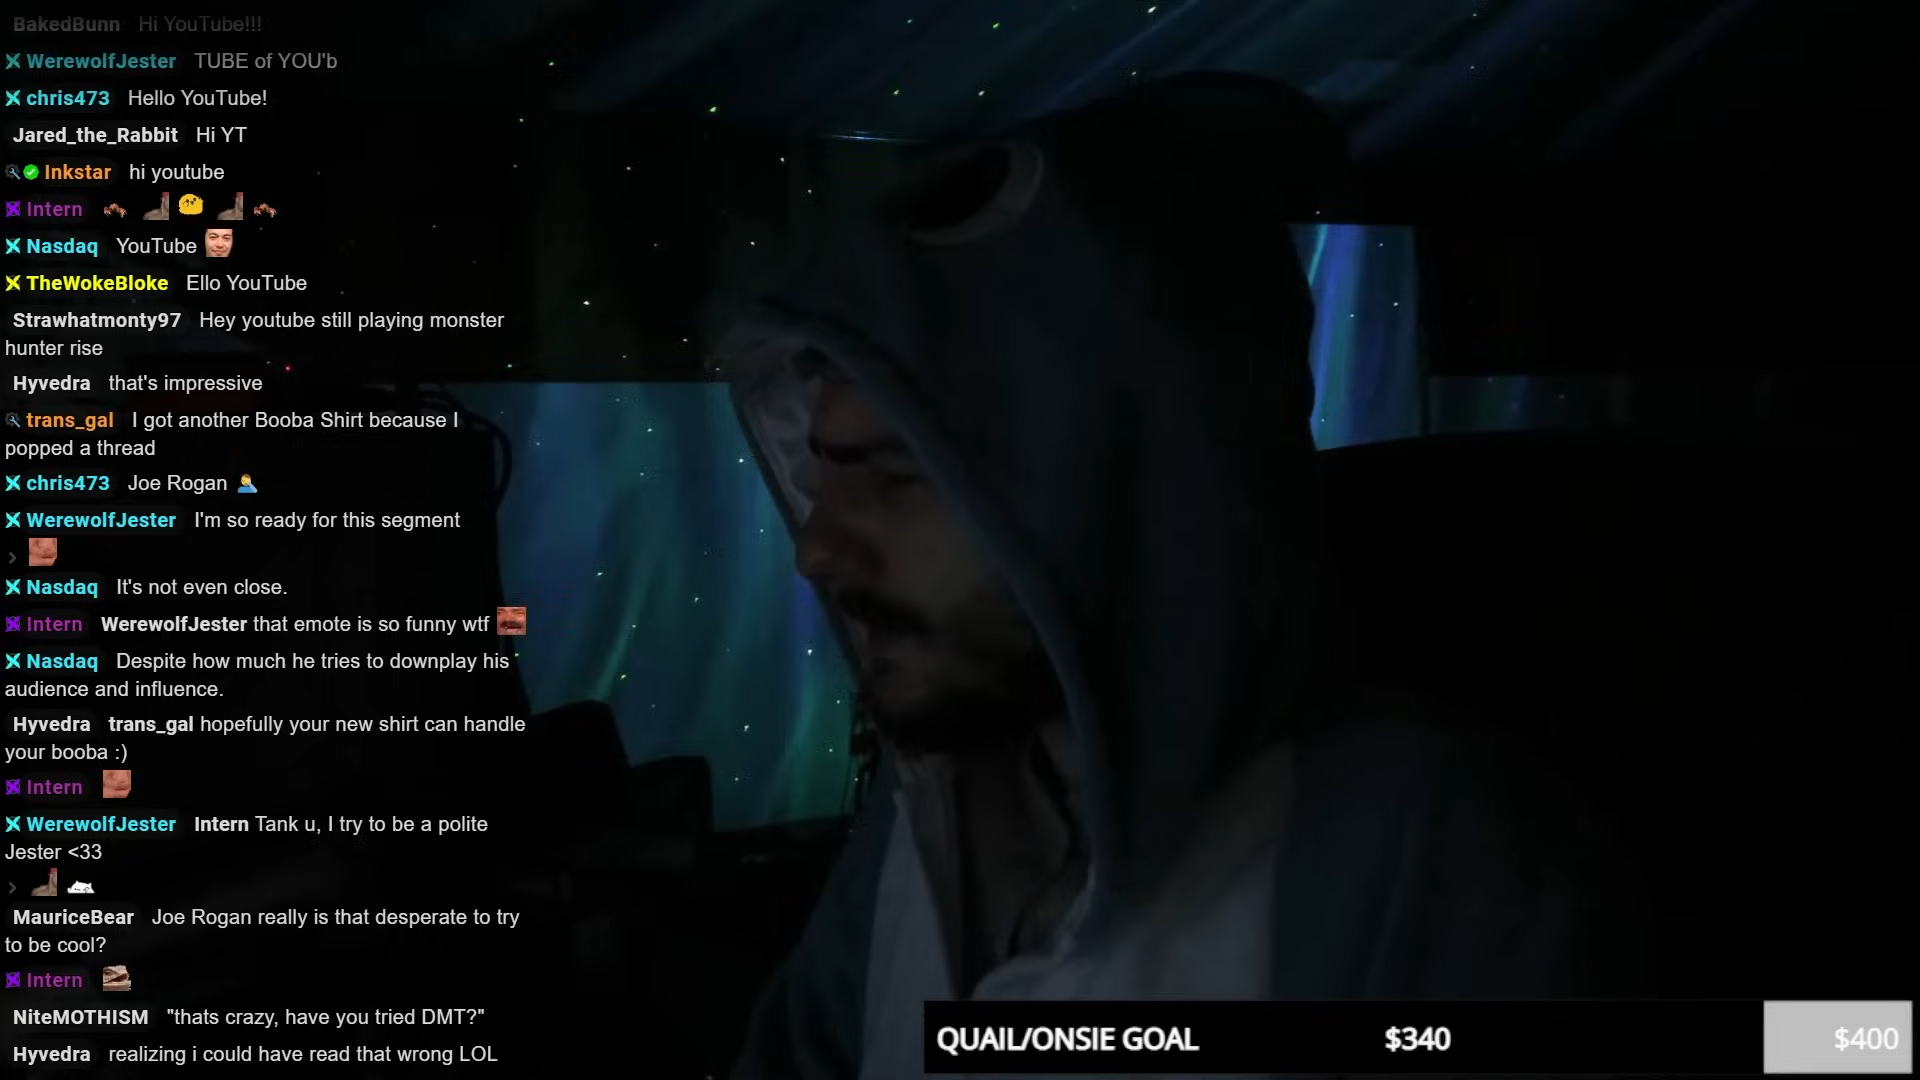 BakedBunn Hi YouTube!!!
WerewolfJester TUBE of YOU'b
chris473 Hello YouTube!
Jared_the_Rabbit Hi YT
Inkstar hi youtube
Intern
Nasdaq YouTube
TheWokeBloke Ello YouTube
Strawhatmonty97 Hey youtube still playing monster
hunter rise
Hyvedra that's impressive
trans_gal I got another Booba Shirt because I
popped a thread
chris473 Joe Rogan
WerewolfJester I'm so ready for this segment
>
Nasdaq It's not even close.
Intern WerewolfJester that emote is so funny wtf
Nasdaq Despite how much he tries to downplay his
audience and influence.
Hyvedra trans_gal hopefully your new shirt can handle
your booba :)
Intern
WerewolfJester Intern Tank u, I try to be a polite
Jester <33
>
MauriceBear Joe Rogan really is that desperate to try
to be cool?
Intern
NiteMOTHISM "thats crazy, have you tried DMT?"
Hyvedra realizing i could have read that wrong LOL
QUAIL/ONSIE GOAL $340 $400